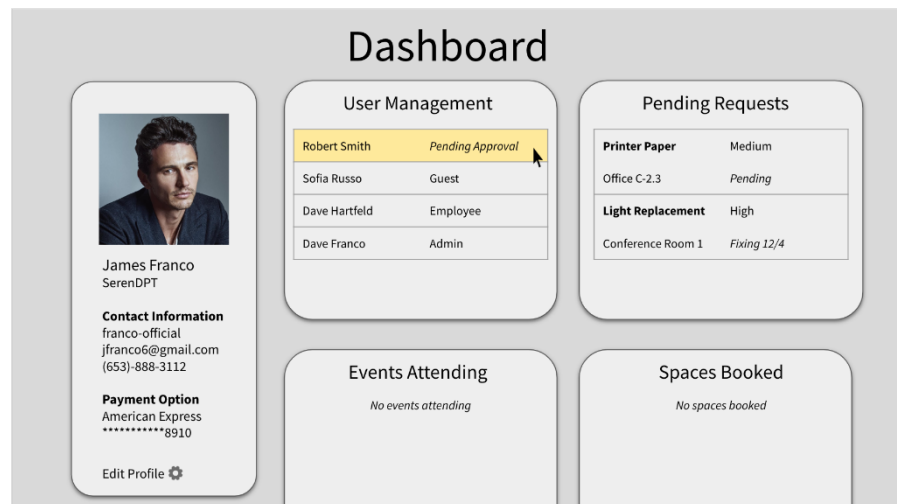 Dashboard
James Franco
SerenDPT
Contact Information
franco-official
jfranco6@gmail.com
(653)-888-3112
Payment Option
American Express
***********8910
Edit Profile
User Management
Robert Smith Pending Approval
Sofia Russo Guest
Dave Hartfeld Employee
Dave Franco Admin
Pending Requests
Printer Paper Medium
Office C-2.3 Pending
Light Replacement High
Conference Room 1 Fixing 12/4
Events Attending
No events attending
Spaces Booked
No spaces booked